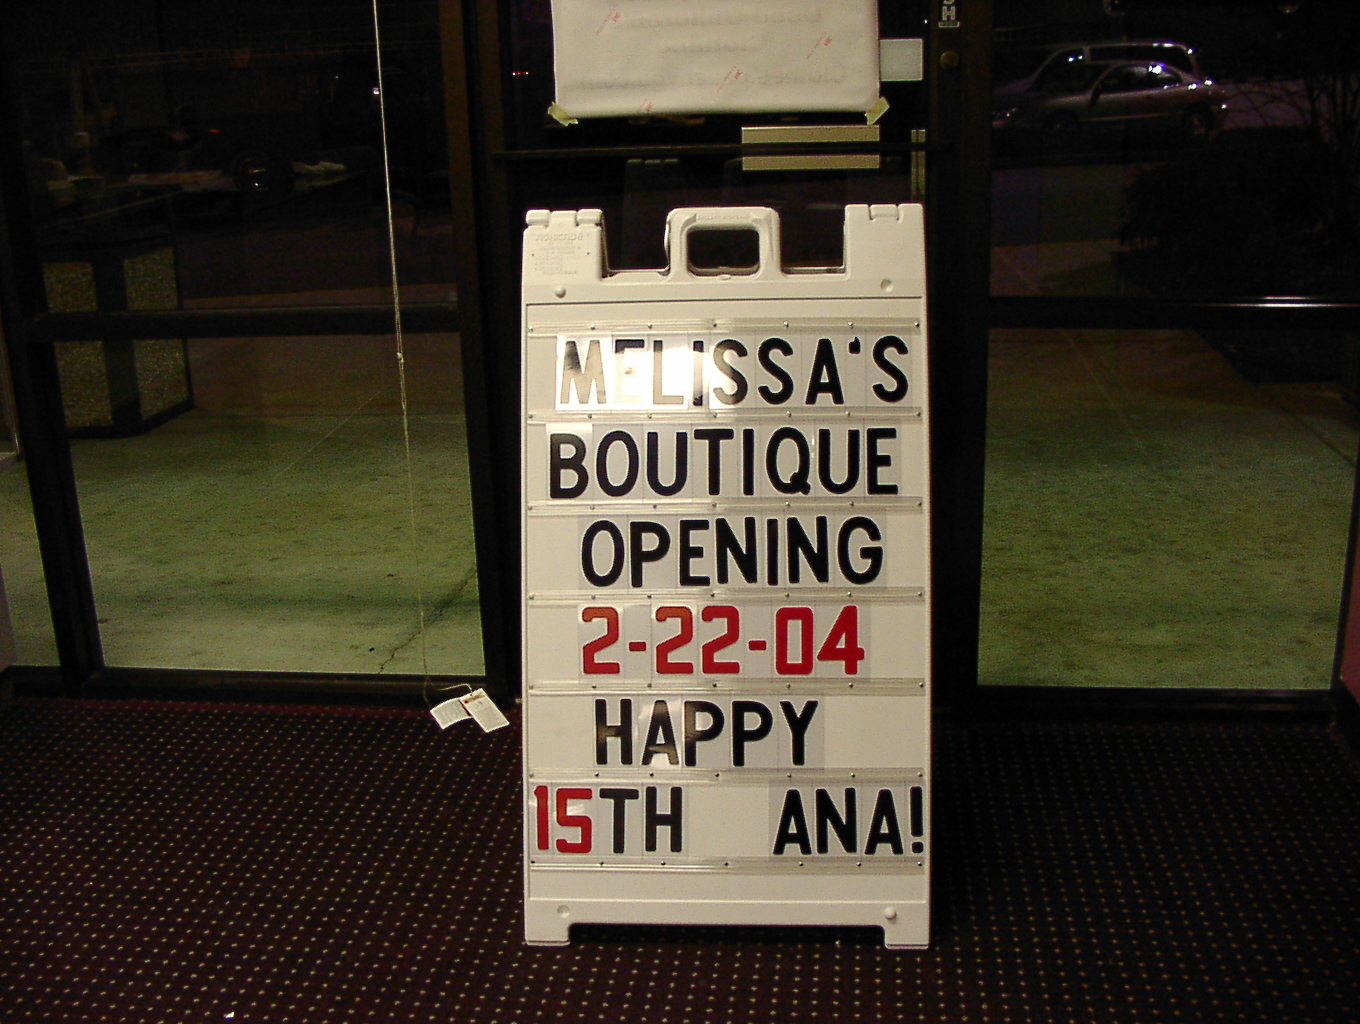 MELISSA'S
BOUTIQUE
OPENING
2-22-04
HAPPY
15TH ANA!